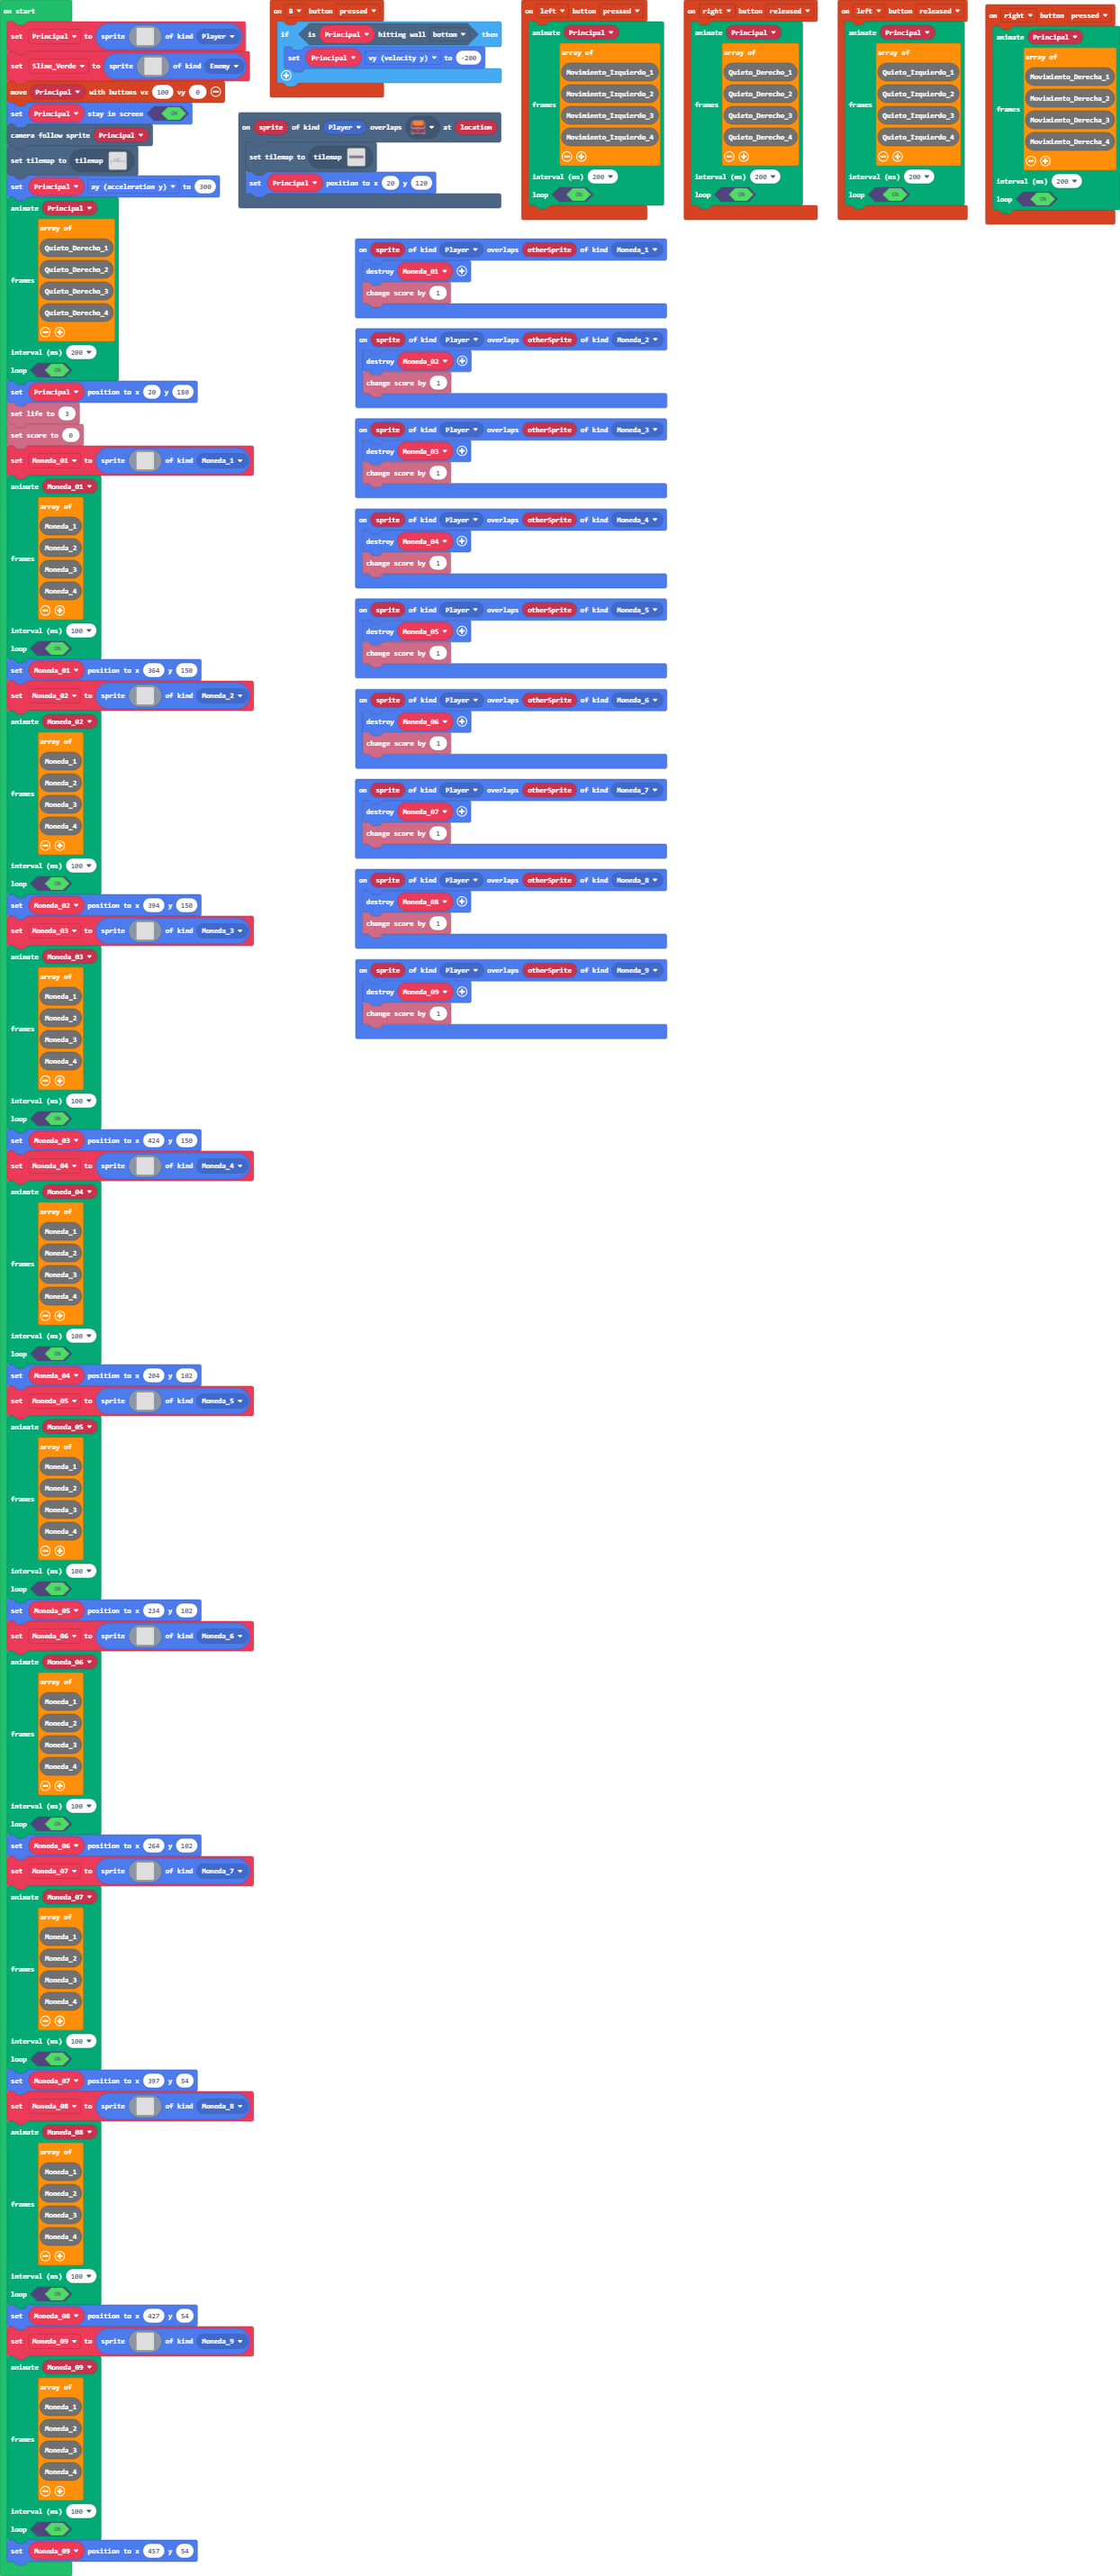 on start
set Principal to sprite of kind Player
set Slime_Verde to sprite of kind Enemy
move Principal with buttons vx 100 vy 0
set Principal stay in screen ON
camera follow sprite Principal
set tilemap to tilemap
set Principal ay (acceleration y) to 300
animate Principal
array of
Quieto_Derecho_1
Quieto_Derecho_2
frames
Quieto_Derecho_3
Quieto_Derecho_4
interval (ms) 200
loop ON
set Principal position to x 20 y 180
set life to 3
set score to 0
set Moneda_01 to sprite of kind Moneda_1
animate Moneda_01
array of
Moneda_1
Moneda_2
frames
Moneda_3
Moneda_4
interval (ms) 100
loop ON
set Moneda_01 position to x 364 y 150
set Moneda_02 to sprite of kind Moneda_2
animate Moneda_02
array of
Moneda_1
Moneda_2
frames
Moneda_3
Moneda_4
interval (ms) 100
loop ON
set Moneda_02 position to x 394 y 150
set Moneda_03 to sprite of kind Moneda_3
animate Moneda_03
array of
Moneda_1
Moneda_2
frames
Moneda_3
Moneda_4
interval (ms) 100
loop ON
set Moneda_03 position to x 424 y 150
set Moneda_04 to sprite of kind Moneda_4
animate Moneda_04
array of
Moneda_1
Moneda_2
frames
Moneda_3
Moneda_4
interval (ms) 100
loop ON
set Moneda_04 position to x 204 y 102
set Moneda_05 to sprite of kind Moneda_5
animate Moneda_05
array of
Moneda_1
Moneda_2
frames
Moneda_3
Moneda_4
interval (ms) 100
loop ON
set Moneda_05 position to x 234 y 102
set Moneda_06 to sprite of kind Moneda_6
animate Moneda_06
array of
Moneda_1
Moneda_2
frames
Moneda_3
Moneda_4
interval (ms) 100
loop ON
set Moneda_06 position to x 264 y 102
set Moneda_07 to sprite of kind Moneda_7
animate Moneda_07
array of
Moneda_1
Moneda_2
frames
Moneda_3
Moneda_4
interval (ms) 100
loop ON
set Moneda_07 position to x 397 y 54
set Moneda_08 to sprite of kind Moneda_8
animate Moneda_08
array of
Moneda_1
Moneda_2
frames
Moneda_3
Moneda_4
interval (ms) 100
loop ON
set Moneda_08 position to x 427 y 54
set Moneda_09 to sprite of kind Moneda_9
animate Moneda_09
array of
Moneda_1
Moneda_2
frames
Moneda_3
Moneda_4
interval (ms) 100
loop ON
set Moneda_09 position to x 457 y 54
on B button pressed
if is Principal hitting wall bottom then
set Principal vy (velocity y) to -200
on sprite of kind Player overlaps at location
set tilemap to tilemap
set Principal position to x 20 y 120
on sprite of kind Player overlaps otherSprite of kind Moneda_1
destroy Moneda_01
change score by 1
on sprite of kind Player overlaps otherSprite of kind Moneda_2
destroy Moneda_02
change score by 1
on sprite of kind Player overlaps otherSprite of kind Moneda_3
destroy Moneda_03
change score by 1
on sprite of kind Player overlaps otherSprite of kind Moneda_4
destroy Moneda_04
change score by 1
on sprite of kind Player overlaps otherSprite of kind Moneda_5
destroy Moneda_05
change score by 1
on sprite of kind Player overlaps otherSprite of kind Moneda_6
destroy Moneda_06
change score by 1
on sprite of kind Player overlaps otherSprite of kind Moneda_7
destroy Moneda_07
change score by 1
on sprite of kind Player overlaps otherSprite of kind Moneda_8
destroy Moneda_08
change score by 1
on sprite of kind Player overlaps otherSprite of kind Moneda_9
destroy Moneda_09
change score by 1
on left button pressed
animate Principal
array of
Movimiento_Izquierdo_1
Movimiento_Izquierdo_2
frames
Movimiento_Izquierdo_3
Movimiento_Izquierdo_4
interval (ms) 200
loop ON
on right button released
animate Principal
array of
Quieto_Derecho_1
Quieto_Derecho_2
frames
Quieto_Derecho_3
Quieto_Derecho_4
interval (ms) 200
loop ON
on left button released
animate Principal
array of
Quieto_Izquierdo_1
Quieto_Izquierdo_2
frames
Quieto_Izquierdo_3
Quieto_Izquierdo_4
interval (ms) 200
loop ON
on right button pressed
animate Principal
array of
Movimiento_Derecha_1
Movimiento_Derecha_2
frames
Movimiento_Derecha_3
Movimiento_Derecha_4
interval (ms) 200
loop ON